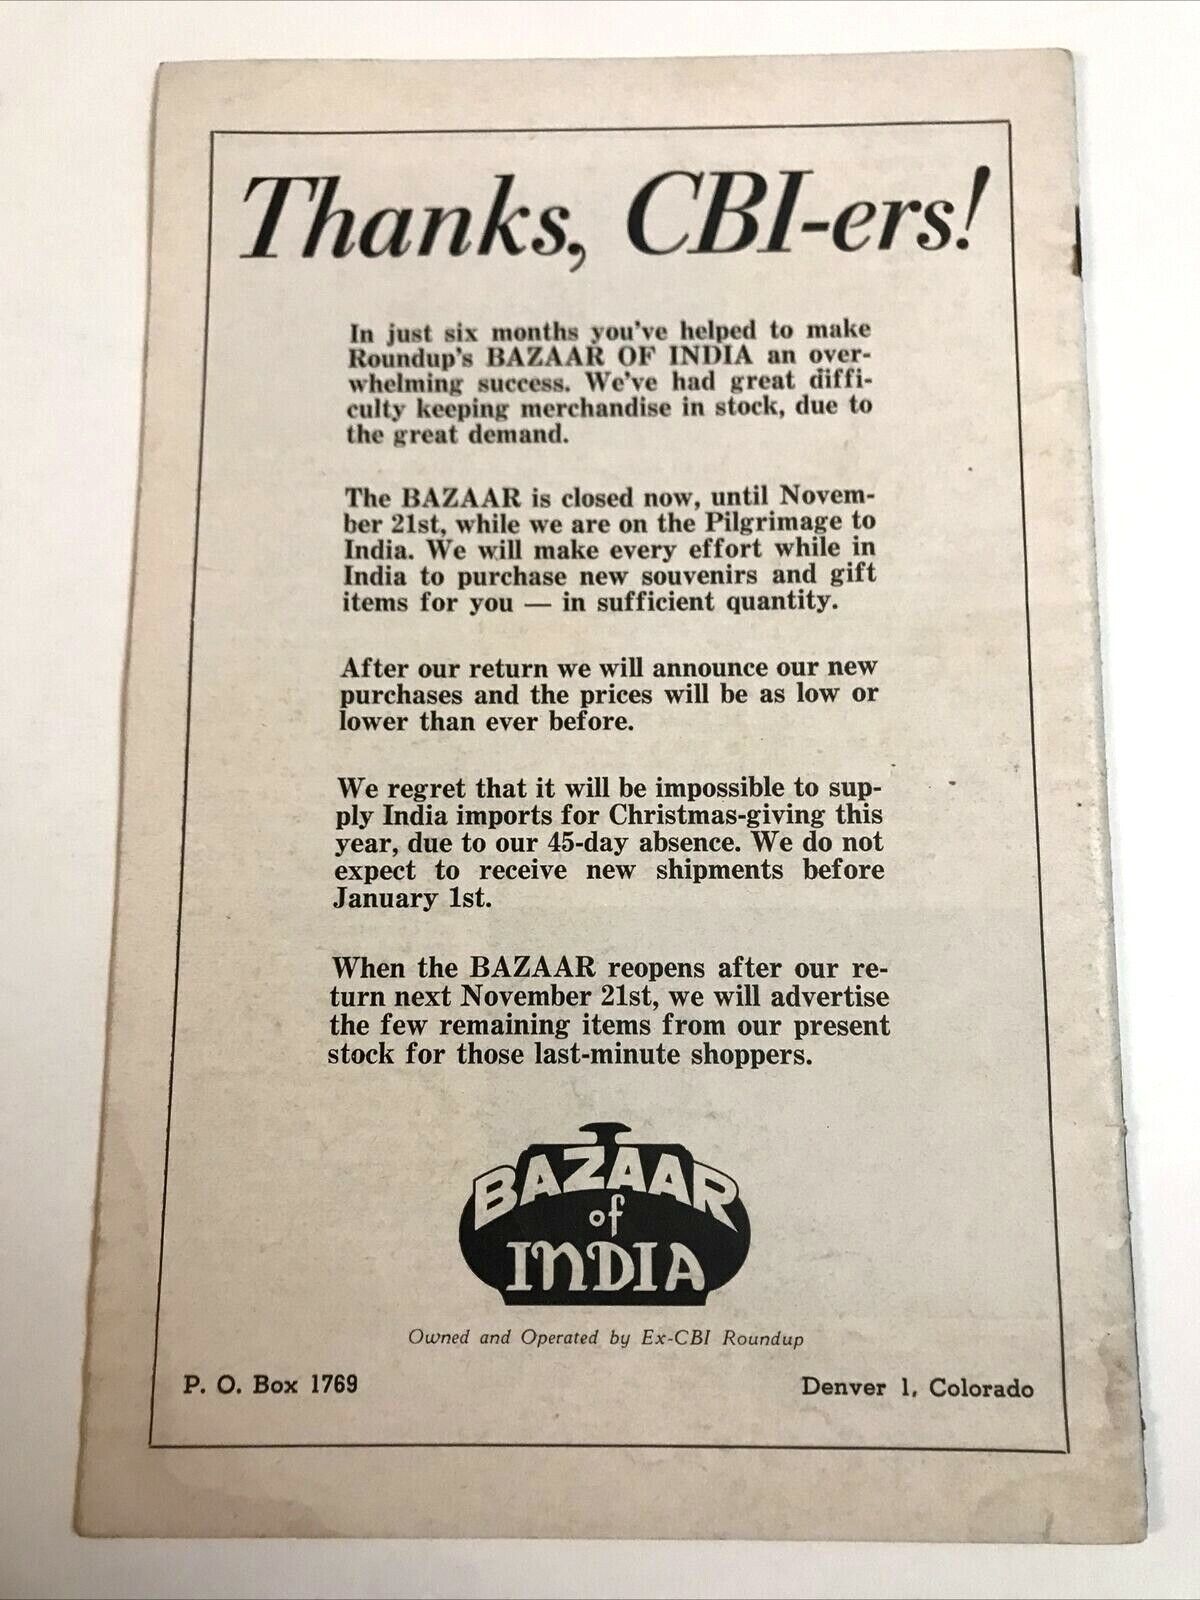 Thanks, CBI-ers!
In just six months you've helped to make
Roundup's BAZAAR OF INDIA an over-
whelming success. We've had great diffi-
culty keeping merchandise in stock, due to
the great demand.
The BAZAAR is closed now, until Novem-
ber 21st, while we are on the Pilgrimage to
India. We will make every effort while in
India to purchase new souvenirs and gift
items for you — in sufficient quantity.
After our return we will announce our new
purchases and the prices will be as low or
lower than ever before.
We regret that it will be impossible to sup-
ply India imports for Christmas-giving this
year, due to our 45-day absence. We do not
expect to receive new shipments before
January 1st.
When the BAZAAR reopens after our re-
turn next November 21st, we will advertise
the few remaining items from our present
stock for those last-minute shoppers.
BAZAAR
of
INDIA
Owned and Operated by Ex-CBI Roundup
P. O. Box 1769
Denver 1, Colorado